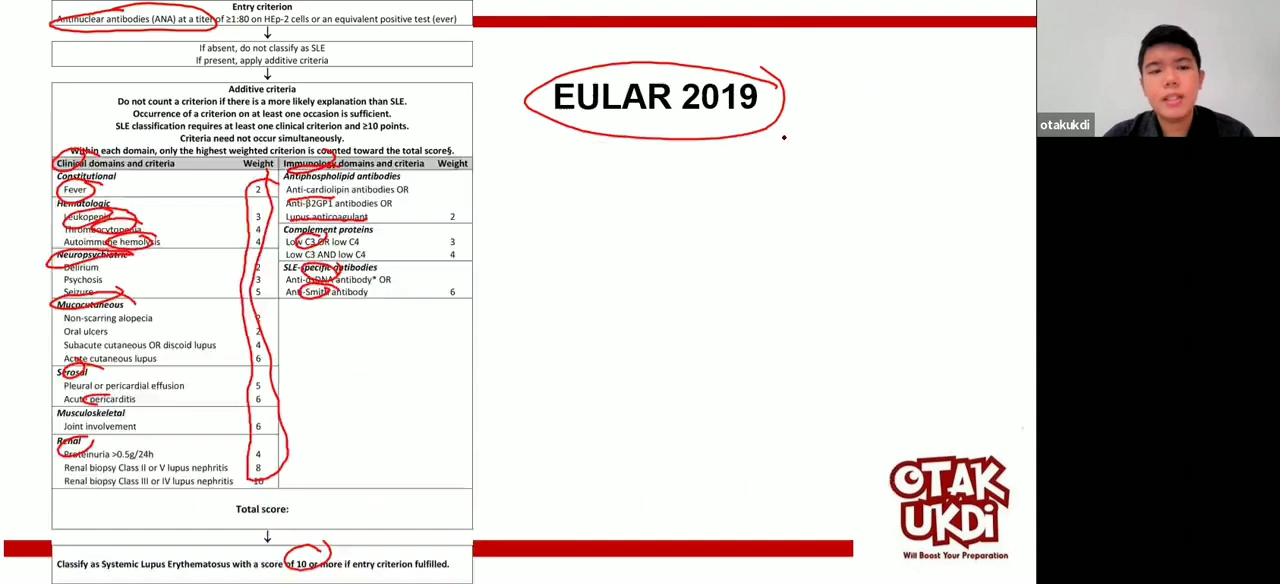 Entry criterion
Antinuclear antibodies (ANA) at a titer of ≥1:80 on HEp-2 cells or an equivalent positive test (ever)
↓
If absent, do not classify as SLE
If present, apply additive criteria
↓
Additive criteria
Do not count a criterion if there is a more likely explanation than SLE.
Occurrence of a criterion on at least one occasion is sufficient.
SLE classification requires at least one clinical criterion and ≥10 points.
Criteria need not occur simultaneously.
Within each domain, only the highest weighted criterion is counted toward the total score§.
Clinical domains and criteria Weight
Constitutional
Fever 2
Hematologic
Leukopenia 3
Thrombocytopenia 4
Autoimmune hemolysis 4
Neuropsychiatric
Delirium 2
Psychosis 3
Seizure 5
Mucocutaneous
Non-scarring alopecia 2
Oral ulcers 2
Subacute cutaneous OR discoid lupus 4
Acute cutaneous lupus 6
Serosal
Pleural or pericardial effusion 5
Acute pericarditis 6
Musculoskeletal
Joint involvement 6
Renal
Proteinuria >0.5g/24h 4
Renal biopsy Class II or V lupus nephritis 8
Renal biopsy Class III or IV lupus nephritis 10
Immunology domains and criteria Weight
Antiphospholipid antibodies
Anti-cardiolipin antibodies OR
Anti-β2GP1 antibodies OR
Lupus anticoagulant 2
Complement proteins
Low C3 OR low C4 3
Low C3 AND low C4 4
SLE-specific antibodies
Anti-dsDNA antibody* OR
Anti-Smith antibody 6
Total score:
↓
Classify as Systemic Lupus Erythematosus with a score of 10 or more if entry criterion fulfilled.
EULAR 2019
otakukdi
OTAK
UKDi
Will Boost Your Preparation